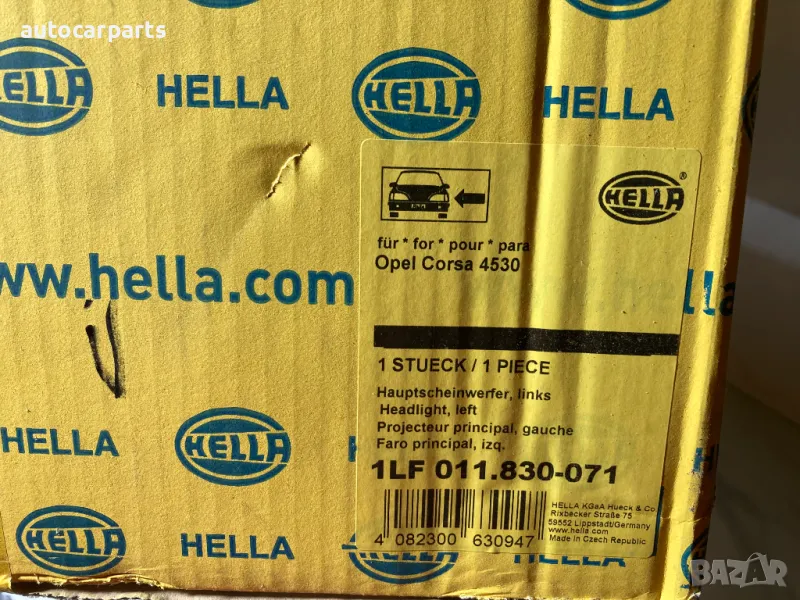 autocarparts
HELLA
ELLA
HELLA
HELLA
HELLA
HELLA ®
für * for * pour * para
Opel Corsa 4530
ww.hella.com
1 STUECK / 1 PIECE
Hauptscheinwerfer, links
Headlight, left
Projecteur principal, gauche
Faro principal, izq.
HELLA
HELLA
1LF 011.830-071
HELLA KGaA Hueck & Co
Rixbecker Straße 75
59552 Lippstadt/Germany
www.hella.com
Made in Czech Republic
4 082300 630947
HELLA
HELLA
BAZAR